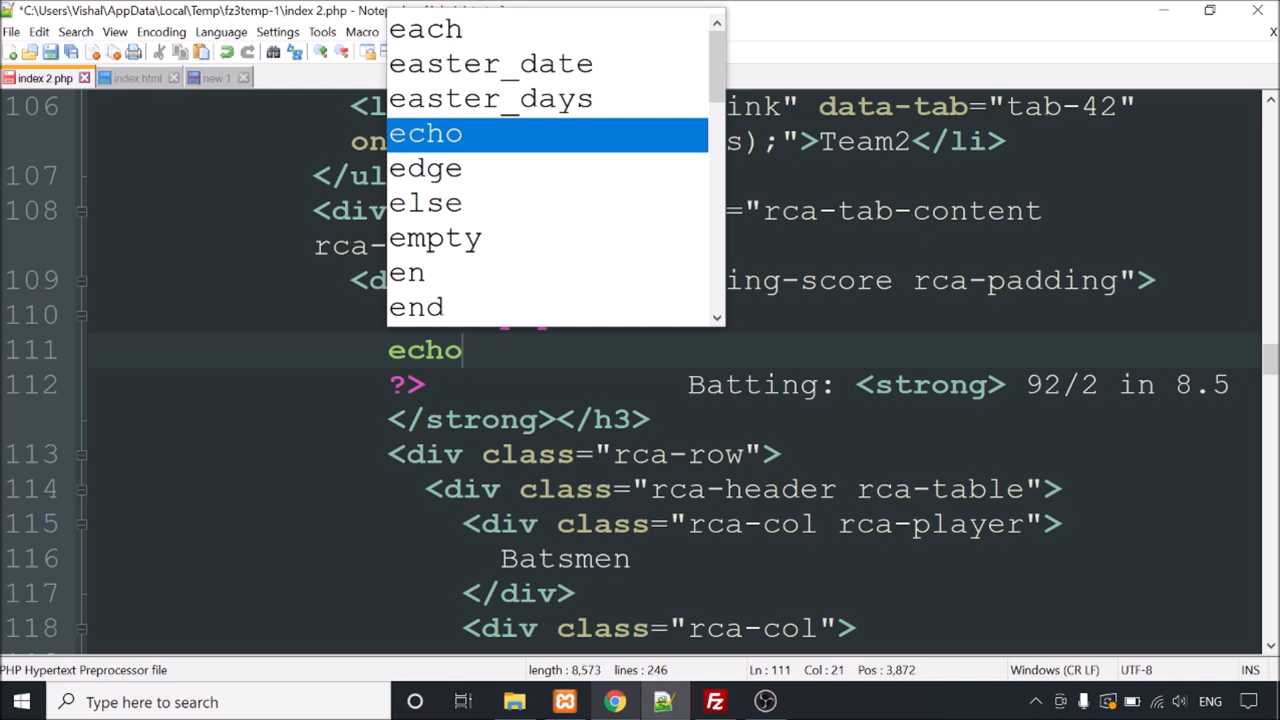 *C:\Users\Vishal\AppData\Local\Temp\fz3temp-1\index 2.php - Notep
File Edit Search View Encoding Language Settings Tools Macro
X
index 2.php index.html new 1
each
easter_date
easter_days
echo
edge
else
empty
en
end
106 <l ink" data-tab="tab-42"
on s);">Team2</li>
107 </u
108 <div ="rca-tab-content
rca-
109 <d ing-score rca-padding">
110
111 echo
112 ?> Batting: <strong> 92/2 in 8.5
</strong></h3>
113 <div class="rca-row">
114 <div class="rca-header rca-table">
115 <div class="rca-col rca-player">
116 Batsmen
117 </div>
118 <div class="rca-col">
PHP Hypertext Preprocessor file length : 8,573 lines : 246 Ln : 111 Col : 21 Pos : 3,872 Windows (CR LF) UTF-8 INS
Type here to search ENG